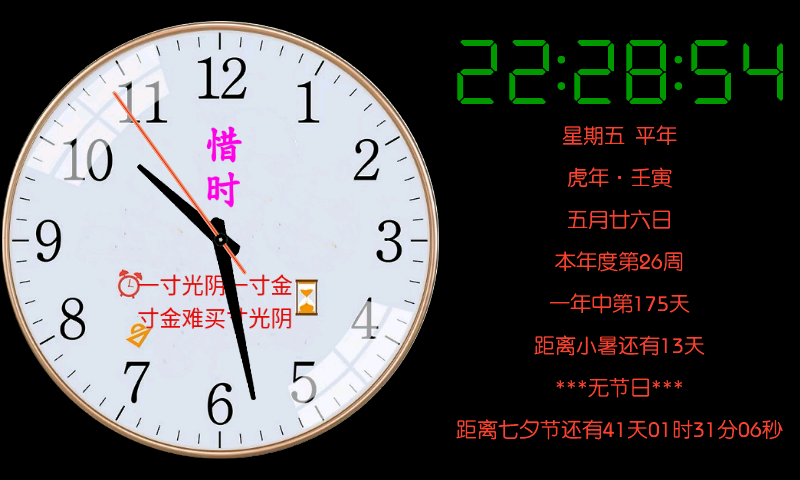 12
11
1
10
2
9
3
8
4
7
5
6
惜
时
一寸光阴一寸金
寸金难买寸光阴
22:28:54
星期五 平年
虎年·壬寅
五月廿六日
本年度第26周
一年中第175天
距离小暑还有13天
***无节日***
距离七夕节还有41天01时31分06秒